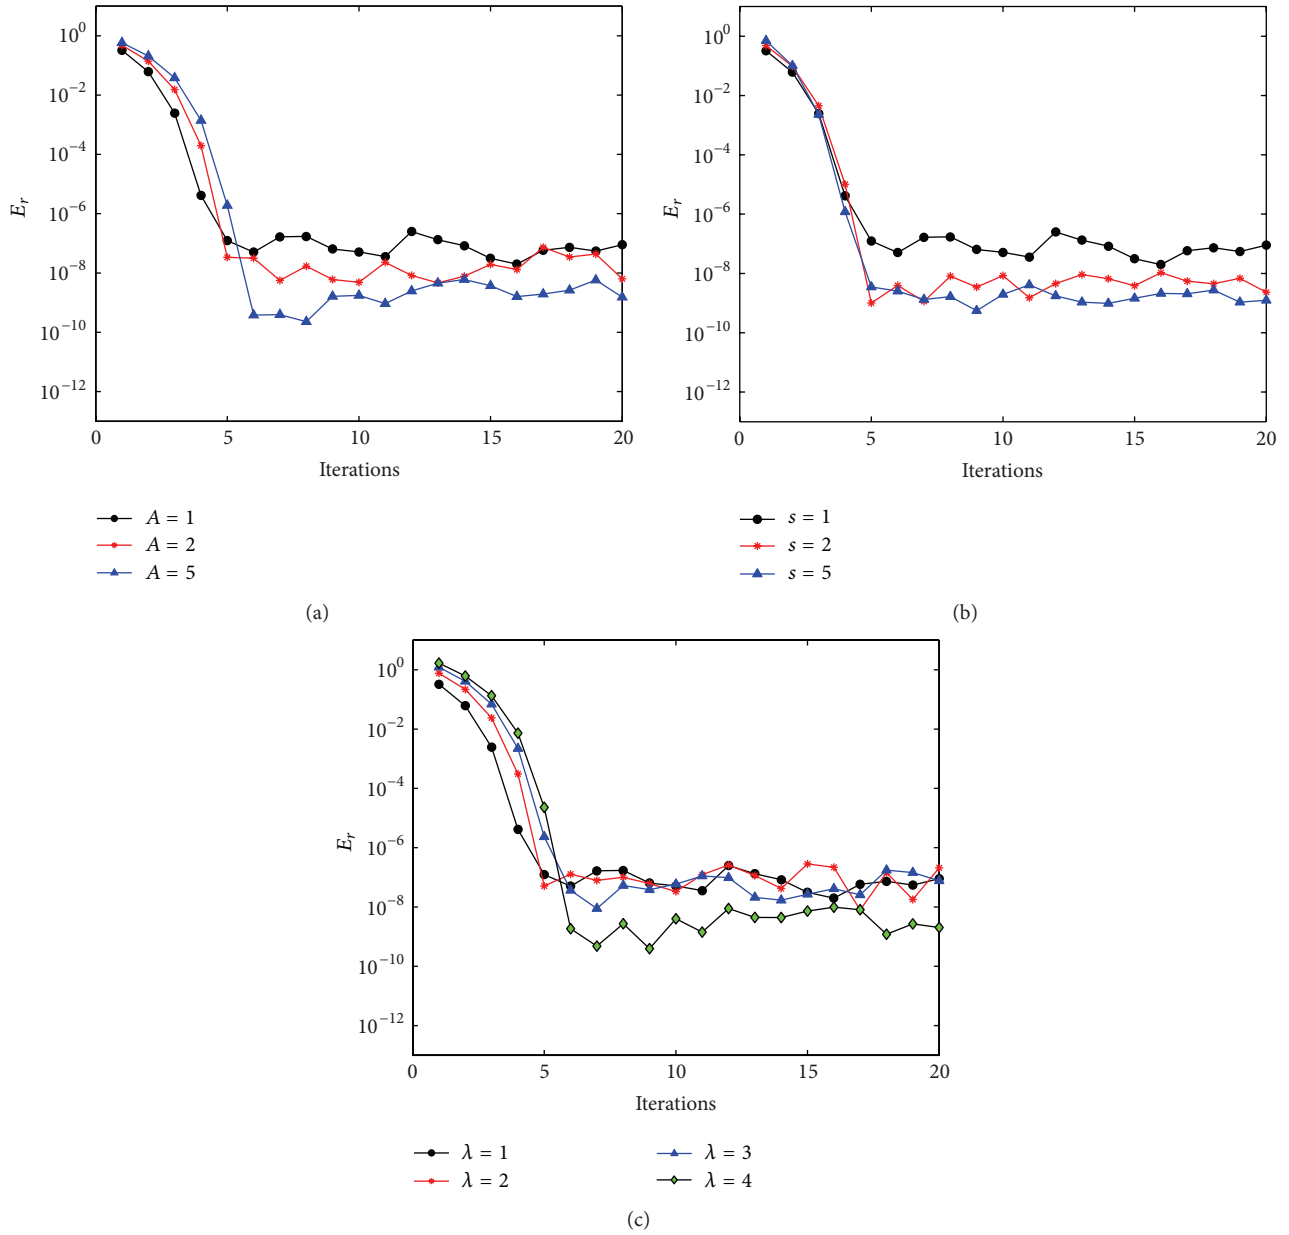 10^0
10^−2
10^−4
10^−6
10^−8
10^−10
10^−12
E_r
0 5 10 15 20
Iterations
A = 1
A = 2
A = 5
(a)
10^0
10^−2
10^−4
10^−6
10^−8
10^−10
10^−12
E_r
0 5 10 15 20
Iterations
s = 1
s = 2
s = 5
(b)
10^0
10^−2
10^−4
10^−6
10^−8
10^−10
10^−12
E_r
0 5 10 15 20
Iterations
λ = 1
λ = 2
λ = 3
λ = 4
(c)